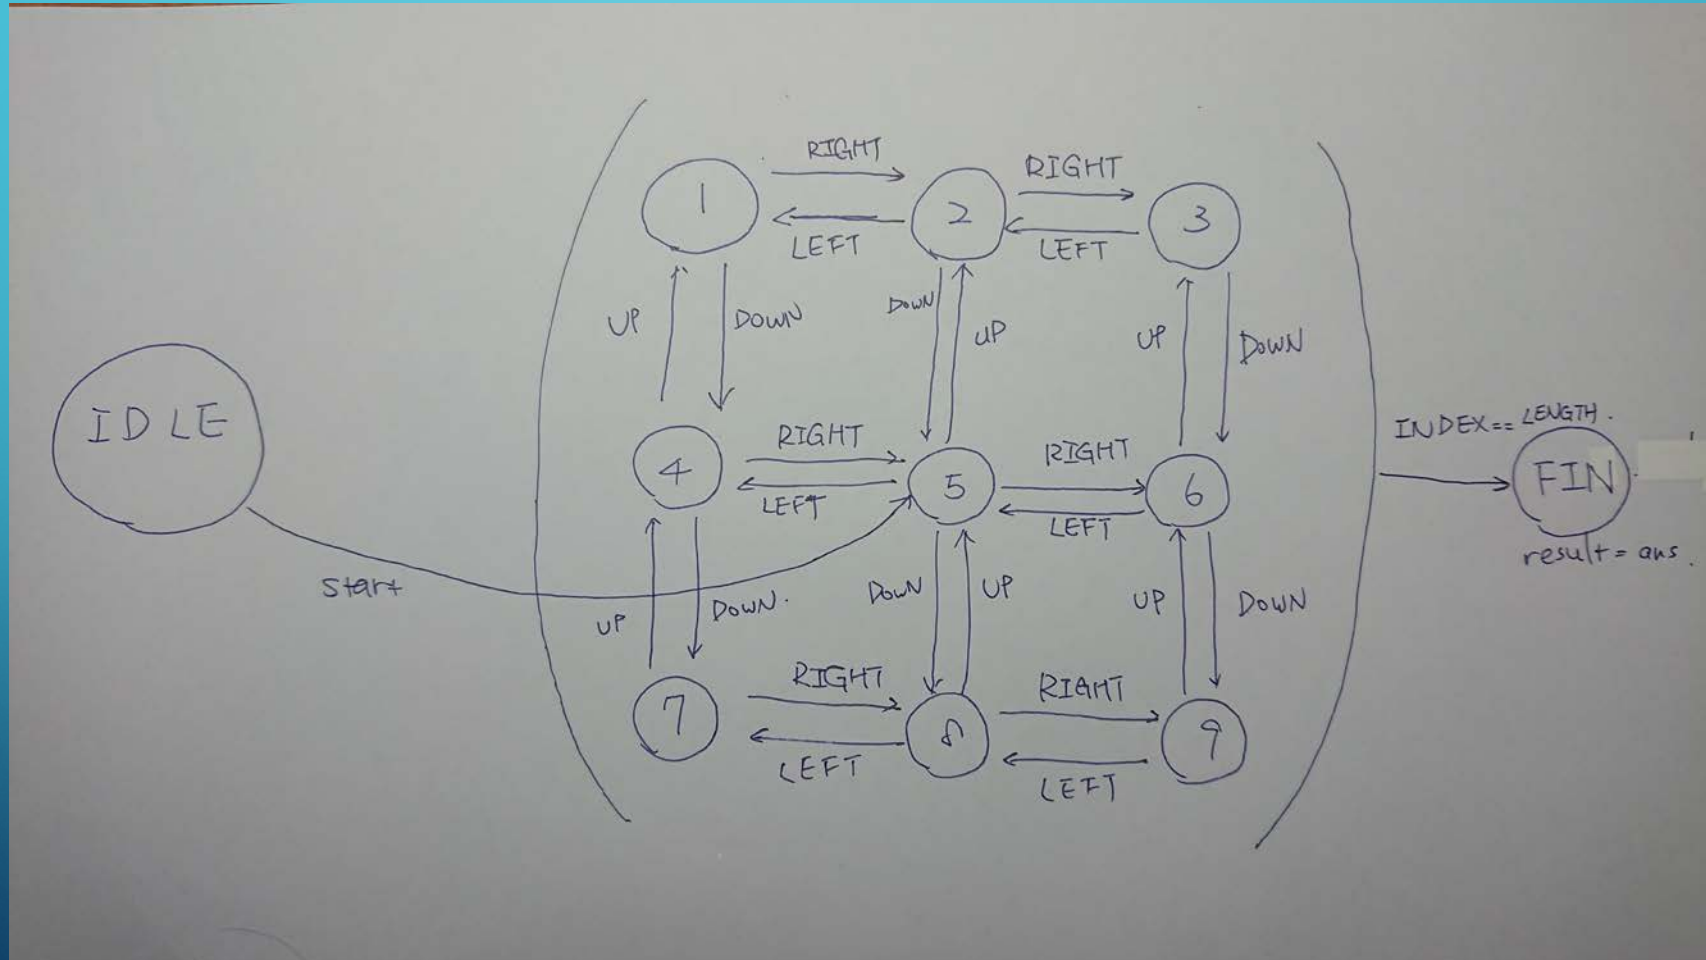 RIGHT
RIGHT
1
2
3
LEFT
LEFT
UP
DOWN
DOWN
UP
UP
DOWN
IDLE
INDEX == LENGTH.
RIGHT
RIGHT
4
5
6
FIN
LEFT
LEFT
result = ans.
start
UP
DOWN.
DOWN
UP
UP
DOWN
RIGHT
RIGHT
7
8
9
LEFT
LEFT